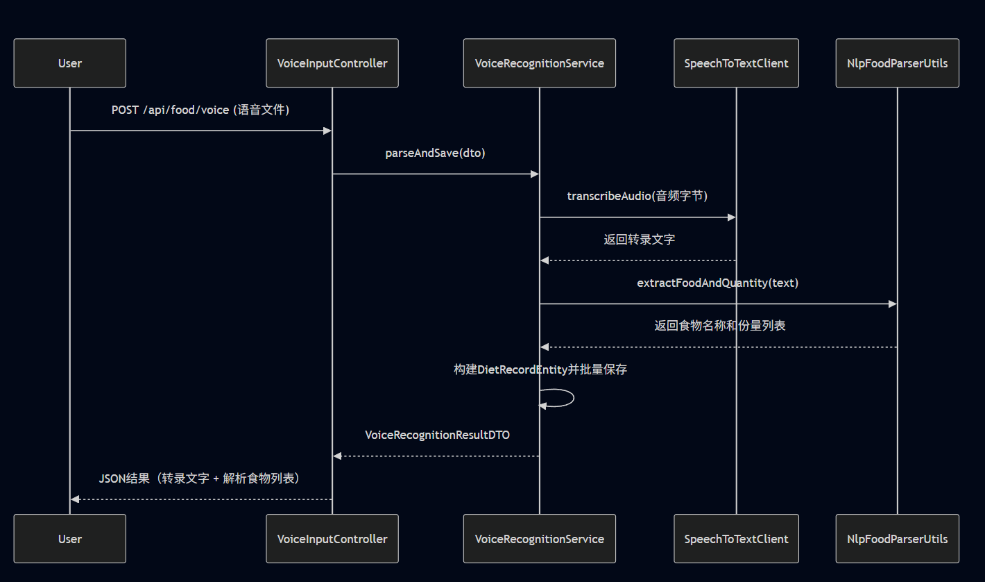 User
VoiceInputController
VoiceRecognitionService
SpeechToTextClient
NlpFoodParserUtils
POST /api/food/voice (语音文件)
parseAndSave(dto)
transcribeAudio(音频字节)
返回转录文字
extractFoodAndQuantity(text)
返回食物名称和份量列表
构建DietRecordEntity并批量保存
VoiceRecognitionResultDTO
JSON结果（转录文字 + 解析食物列表）
User
VoiceInputController
VoiceRecognitionService
SpeechToTextClient
NlpFoodParserUtils